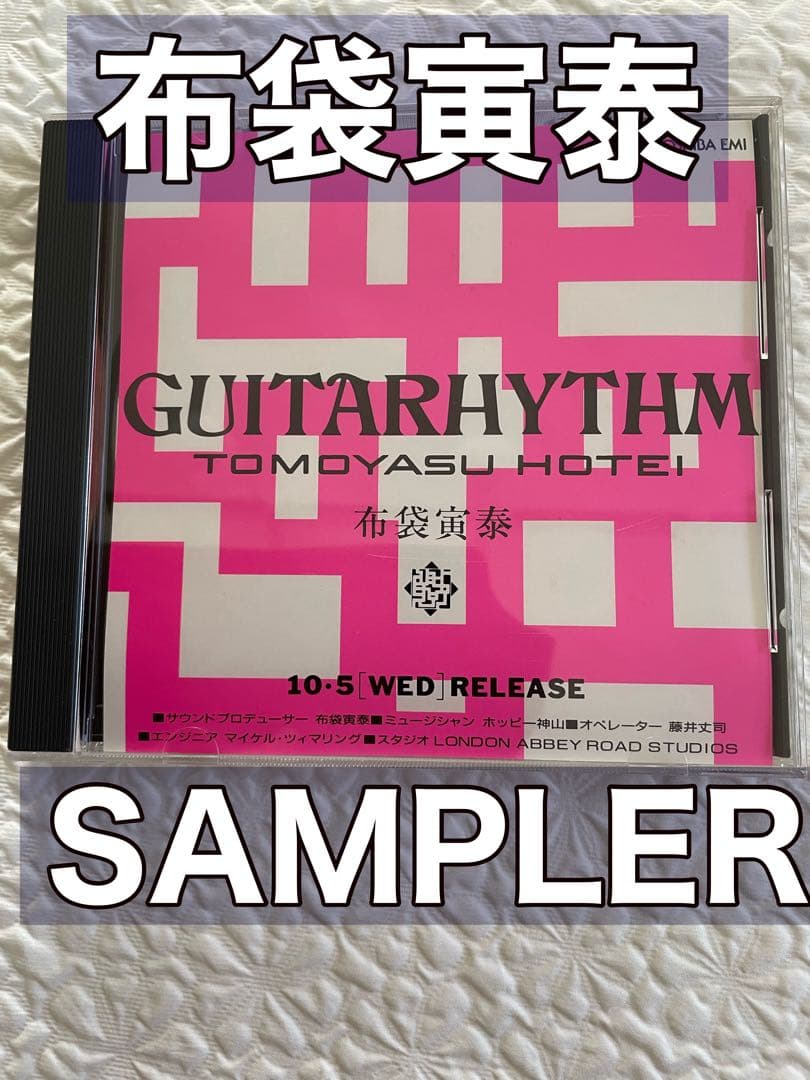 布袋寅泰
EMI
GUITARHYTHM
TOMOYASU HOTEI
布袋寅泰
10・5[WED]RELEASE
■サウンドプロデューサー 布袋寅泰■ミュージシャン ホッピー神山■オペレーター 藤井丈司
■エンジニア マイケル・ツィマリング■スタジオ LONDON ABBEY ROAD STUDIOS
SAMPLER